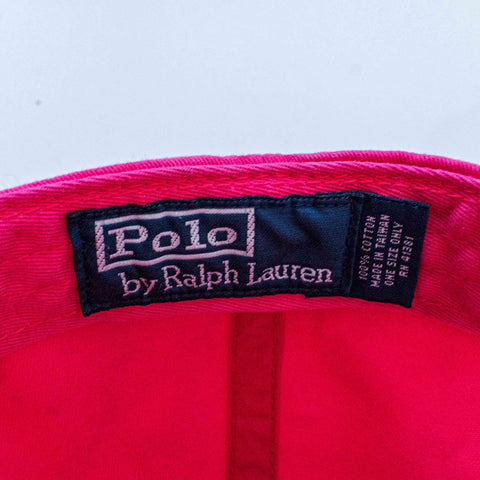 Polo
by Ralph Lauren
100% COTTON
MADE IN TAIWAN
ONE SIZE ONLY
RN 41381